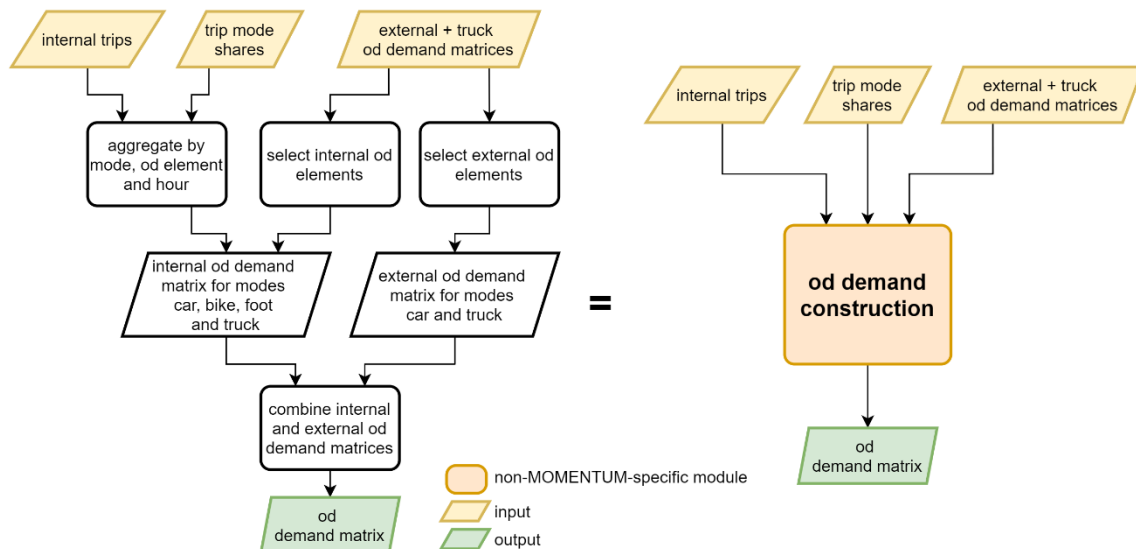 internal trips
trip mode
shares
external + truck
od demand matrices
aggregate by
mode, od element
and hour
select internal od
elements
select external od
elements
internal od demand
matrix for modes
car, bike, foot
and truck
external od demand
matrix for modes
car and truck
combine internal
and external od
demand matrices
od
demand matrix
=
internal trips
trip mode
shares
external + truck
od demand matrices
od demand
construction
od
demand matrix
non-MOMENTUM-specific module
input
output